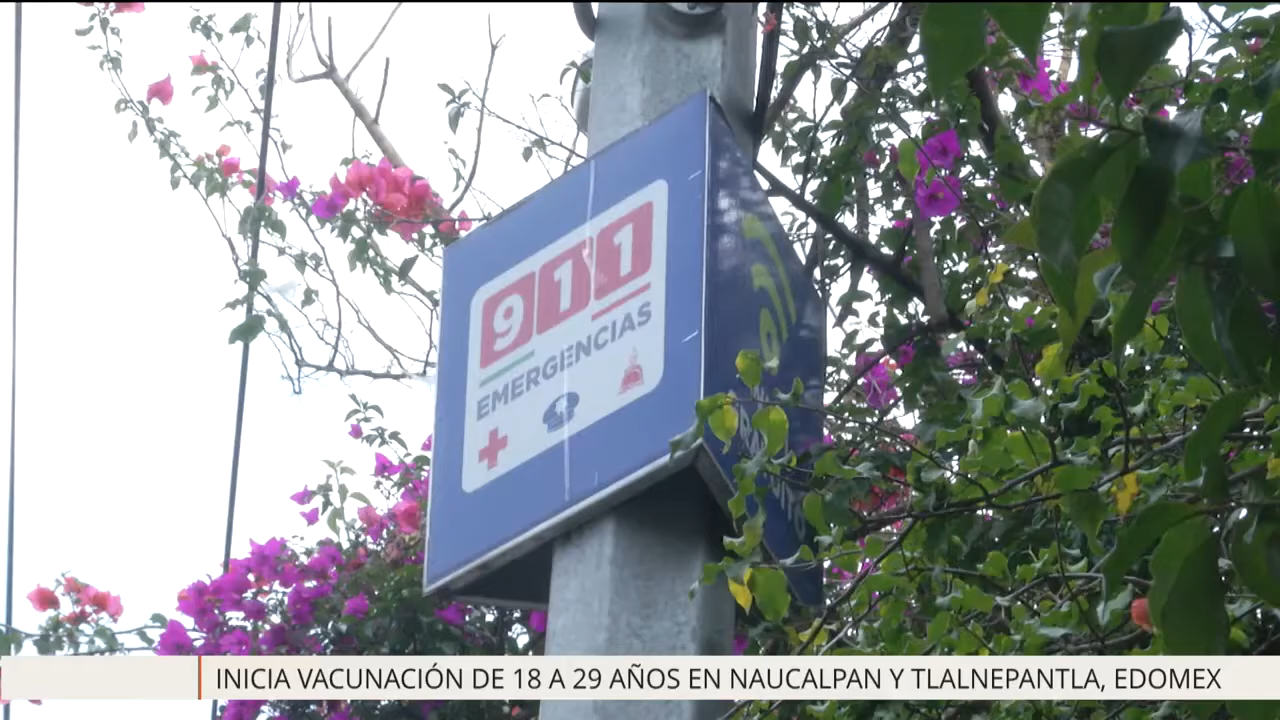 911
EMERGENCIAS
INICIA VACUNACIÓN DE 18 A 29 AÑOS EN NAUCALPAN Y TLALNEPANTLA, EDOMEX